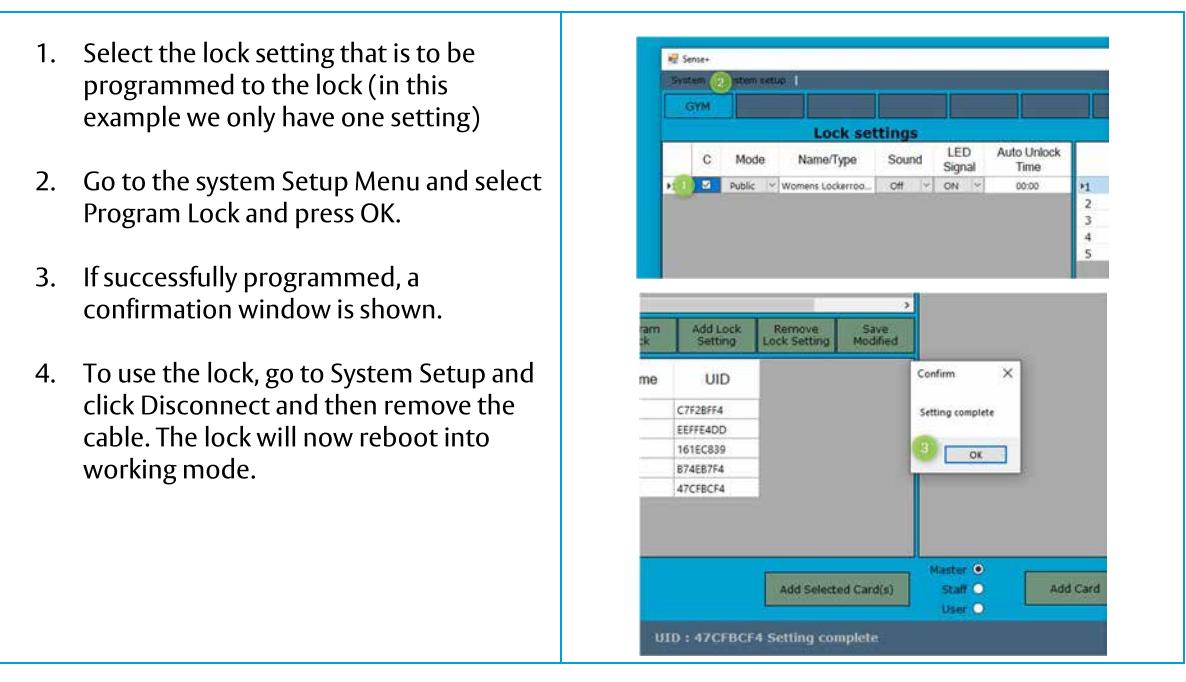 1. Select the lock setting that is to be
programmed to the lock (in this
example we only have one setting)
2. Go to the system Setup Menu and select
Program Lock and press OK.
3. If successfully programmed, a
confirmation window is shown.
4. To use the lock, go to System Setup and
click Disconnect and then remove the
cable. The lock will now reboot into
working mode.
Sense+
System 2 stem setup
GYM
Lock settings
C Mode Name/Type Sound LED Signal Auto Unlock Time
1 Public Womens Lockerroo... Off ON 00:00
1
2
3
4
5
ram Add Lock Setting Remove Lock Setting Save Modified
me UID
C7F2BFF4
EEFFE4DD
161EC839
B74EB7F4
47CFBCF4
Confirm
Setting complete
3 OK
Master
Staff
User
Add Selected Card(s) Add Card
UID : 47CFBCF4 Setting complete